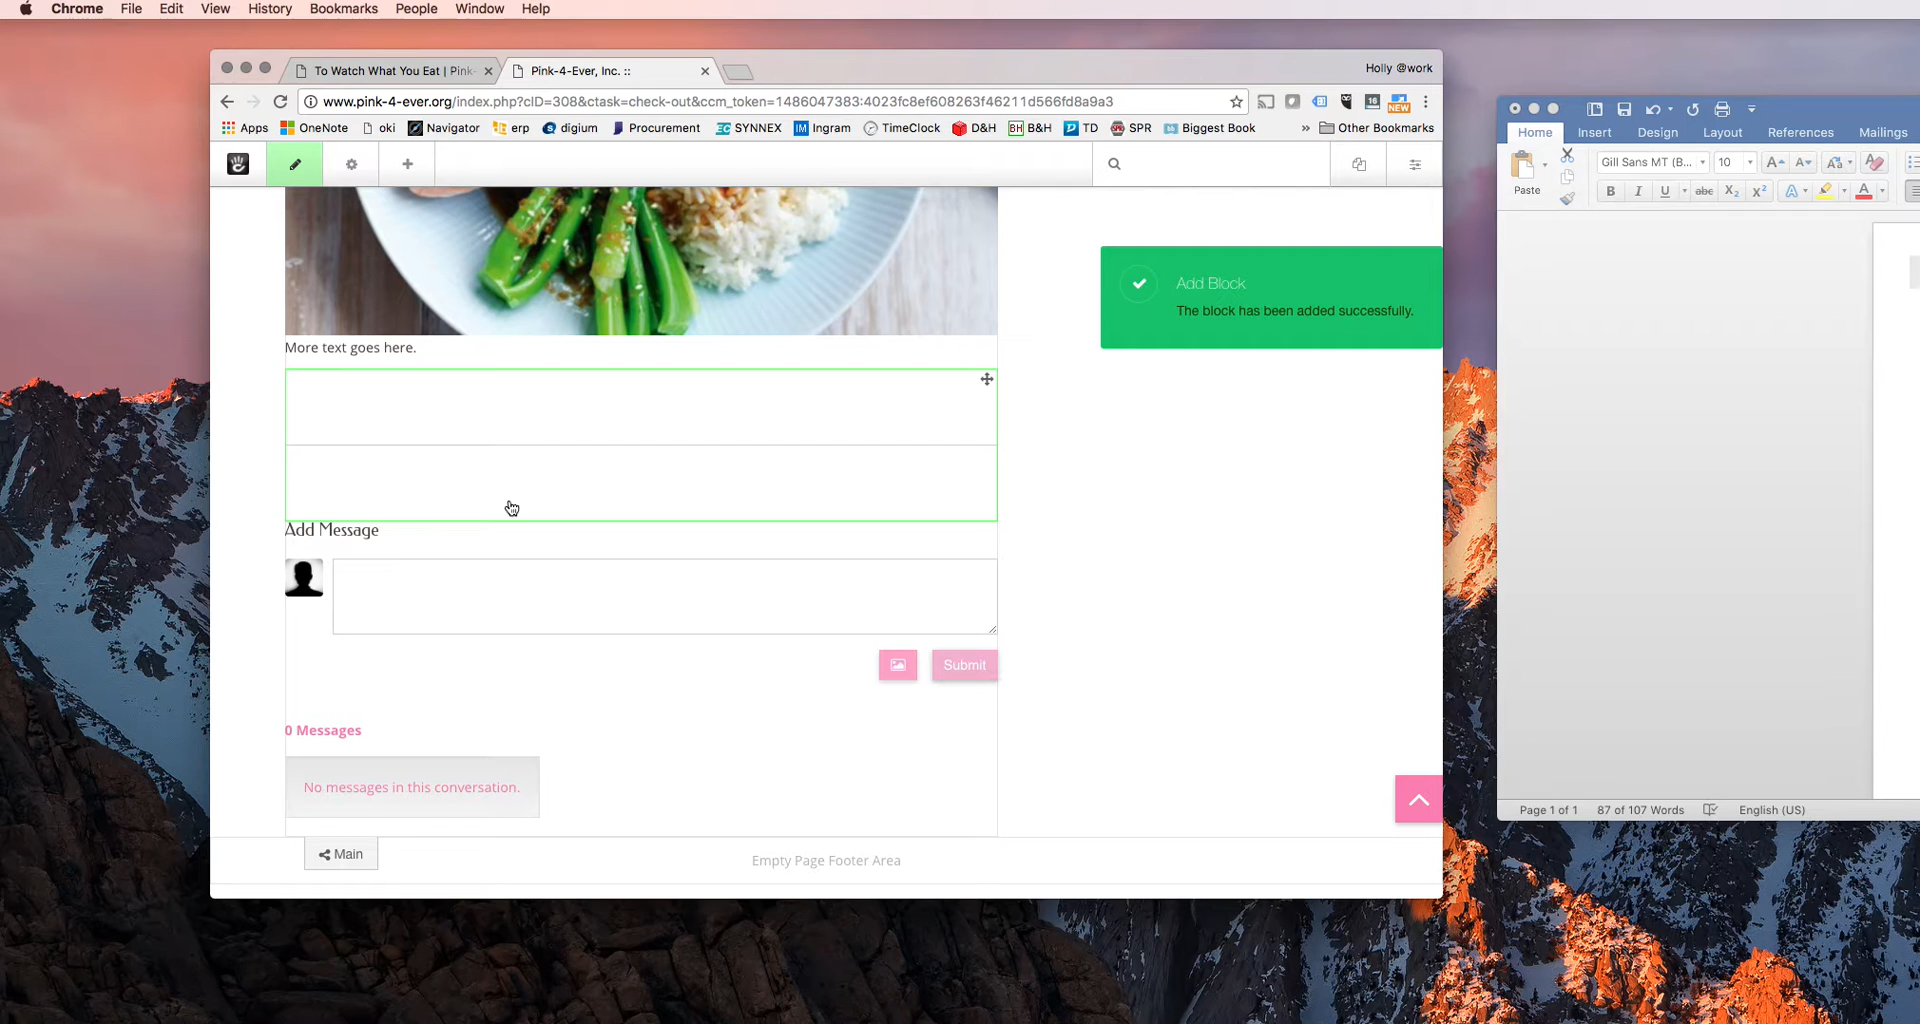 Chrome File Edit View History Bookmarks People Window Help
To Watch What You Eat | Pink-
Pink-4-Ever, Inc. ::
Holly @work
www.pink-4-ever.org/index.php?cID=308&ctask=check-out&ccm_token=1486047383:4023fc8ef608263f46211d566fd8a9a3
16
NEW
Apps OneNote oki Navigator erp digium Procurement SYNNEX Ingram TimeClock D&H B&H TD SPR Biggest Book » Other Bookmarks
Add Block
The block has been added successfully.
More text goes here.
Add Message
Submit
0 Messages
No messages in this conversation.
Main
Empty Page Footer Area
Home Insert Design Layout References Mailings
Paste
Gill Sans MT (B... 10
B I U abc X2 X2 A A
Page 1 of 1 87 of 107 Words English (US)